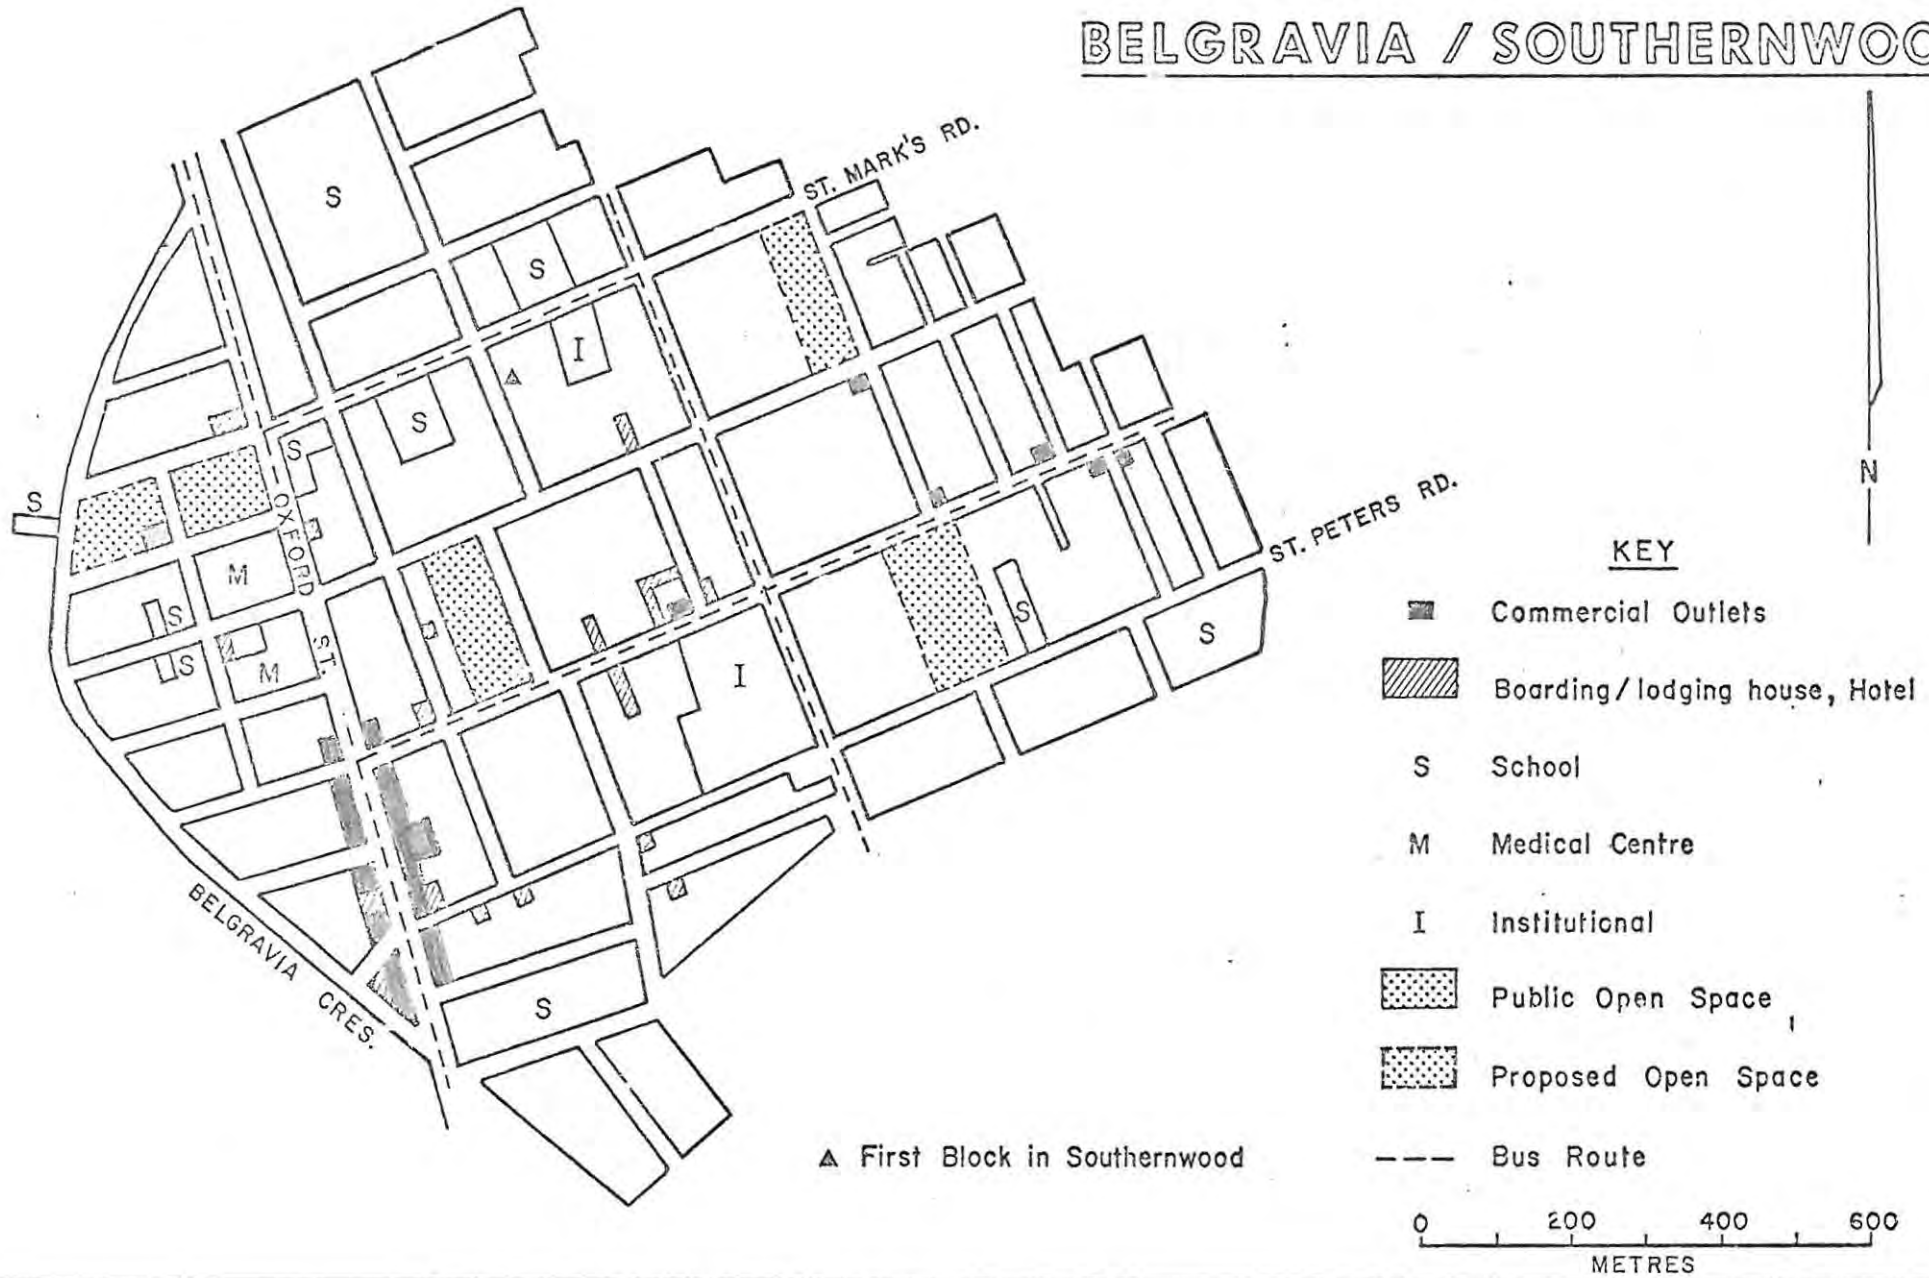 BELGRAVIA / SOUTHERNWOO
ST. MARK'S RD.
S
S
I
S
S
S
OXFORD ST.
M
S
S
M
I
S
S
ST. PETERS RD.
N
BELGRAVIA CRES.
S
KEY
Commercial Outlets
Boarding/lodging house, Hotel
S School
M Medical Centre
I Institutional
Public Open Space
Proposed Open Space
Bus Route
First Block in Southernwood
0 200 400 600
METRES